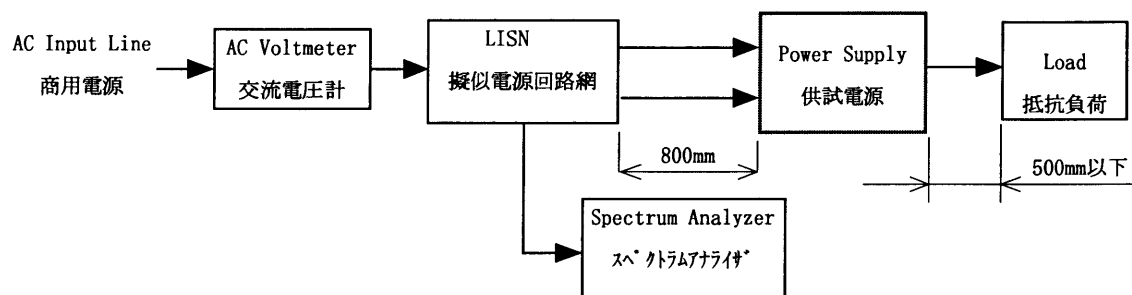 AC Input Line
商用電源
AC Voltmeter
交流電圧計
LISN
擬似電源回路網
Power Supply
供試電源
Load
抵抗負荷
800mm
500mm以下
Spectrum Analyzer
スペクトラムアナライザ